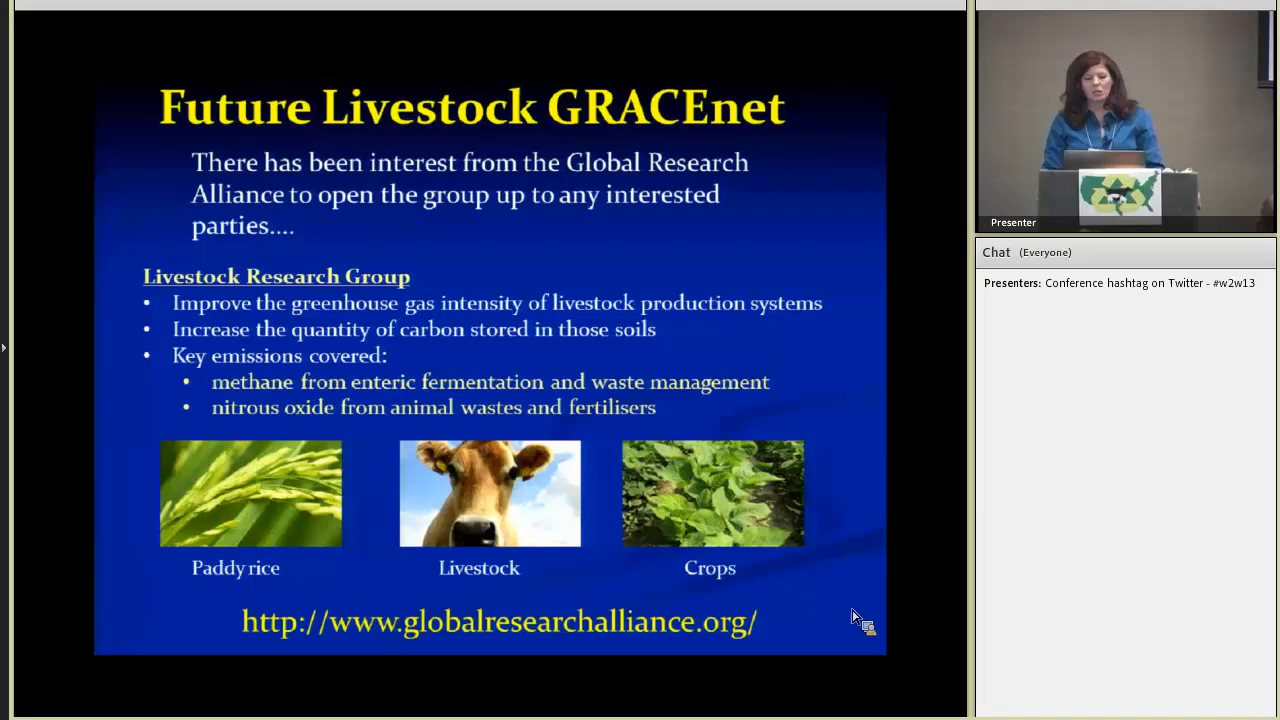 Future Livestock GRACEnet
There has been interest from the Global Research
Alliance to open the group up to any interested
parties....
Livestock Research Group
• Improve the greenhouse gas intensity of livestock production systems
• Increase the quantity of carbon stored in those soils
• Key emissions covered:
• methane from enteric fermentation and waste management
• nitrous oxide from animal wastes and fertilisers
Paddy rice
Livestock
Crops
http://www.globalresearchalliance.org/
Presenter
Chat (Everyone)
Presenters: Conference hashtag on Twitter - #w2w13